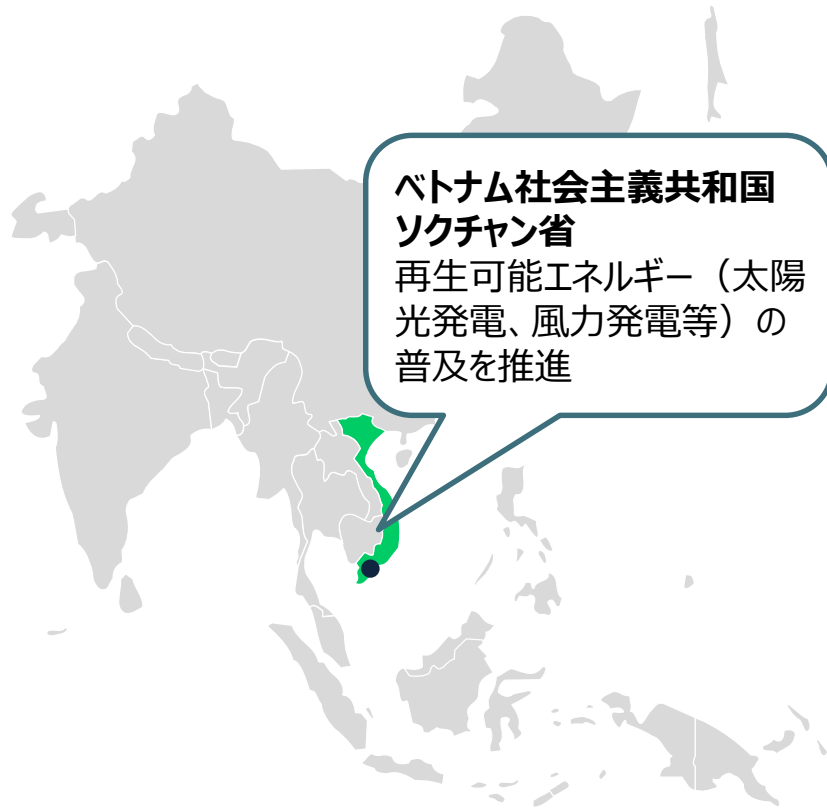 ベトナム社会主義共和国
ソクチャン省
再生可能エネルギー（太陽
光発電、風力発電等）の
普及を推進